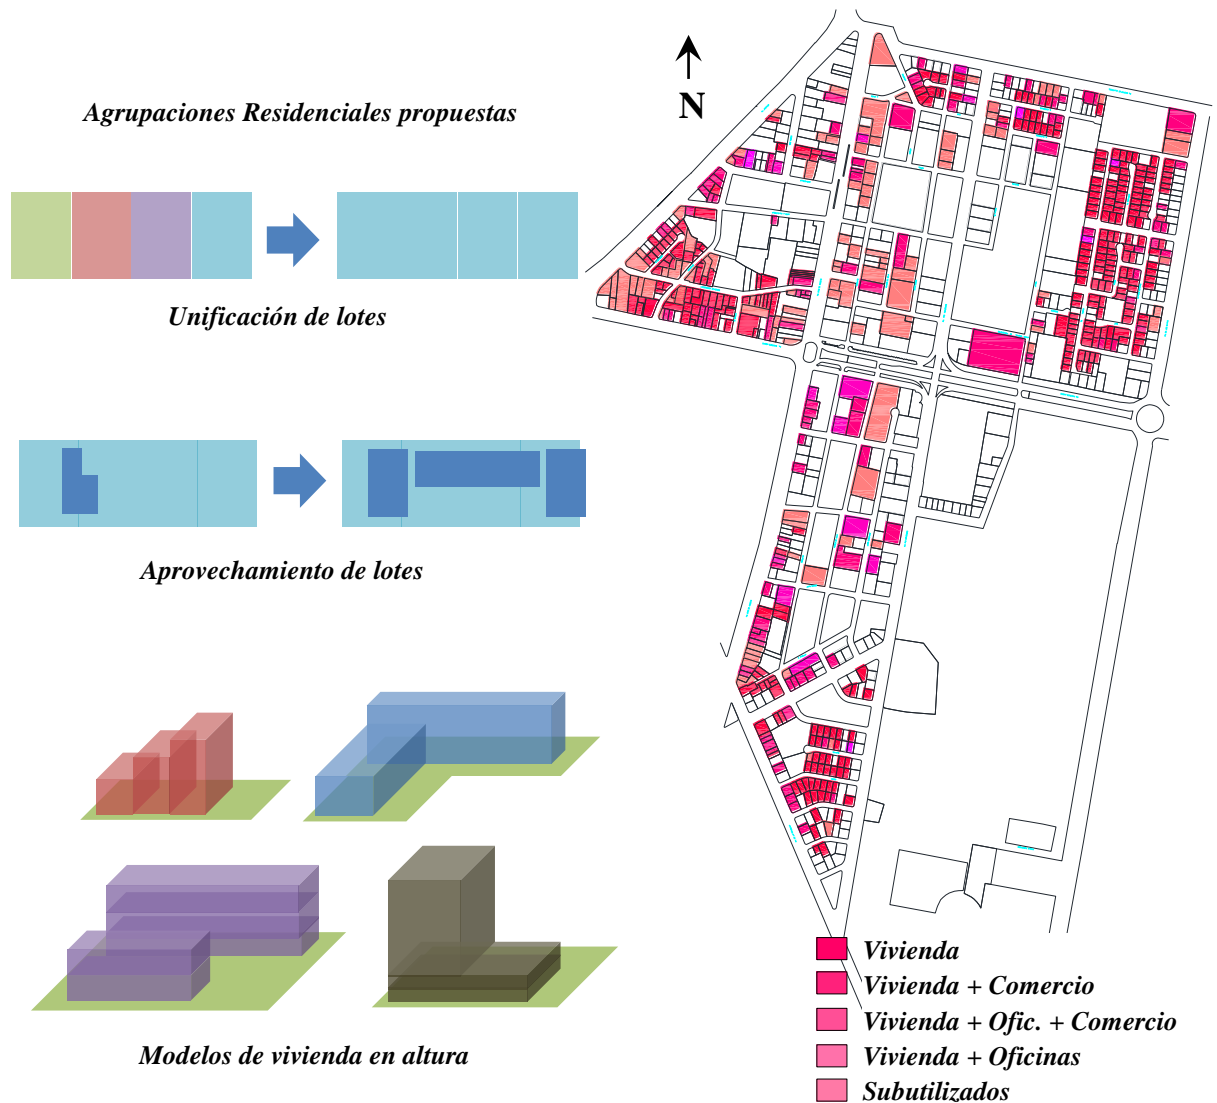 Agrupaciones Residenciales propuestas
N
Unificación de lotes
Aprovechamiento de lotes
Modelos de vivienda en altura
Vivienda
Vivienda + Comercio
Vivienda + Ofic. + Comercio
Vivienda + Oficinas
Subutilizados